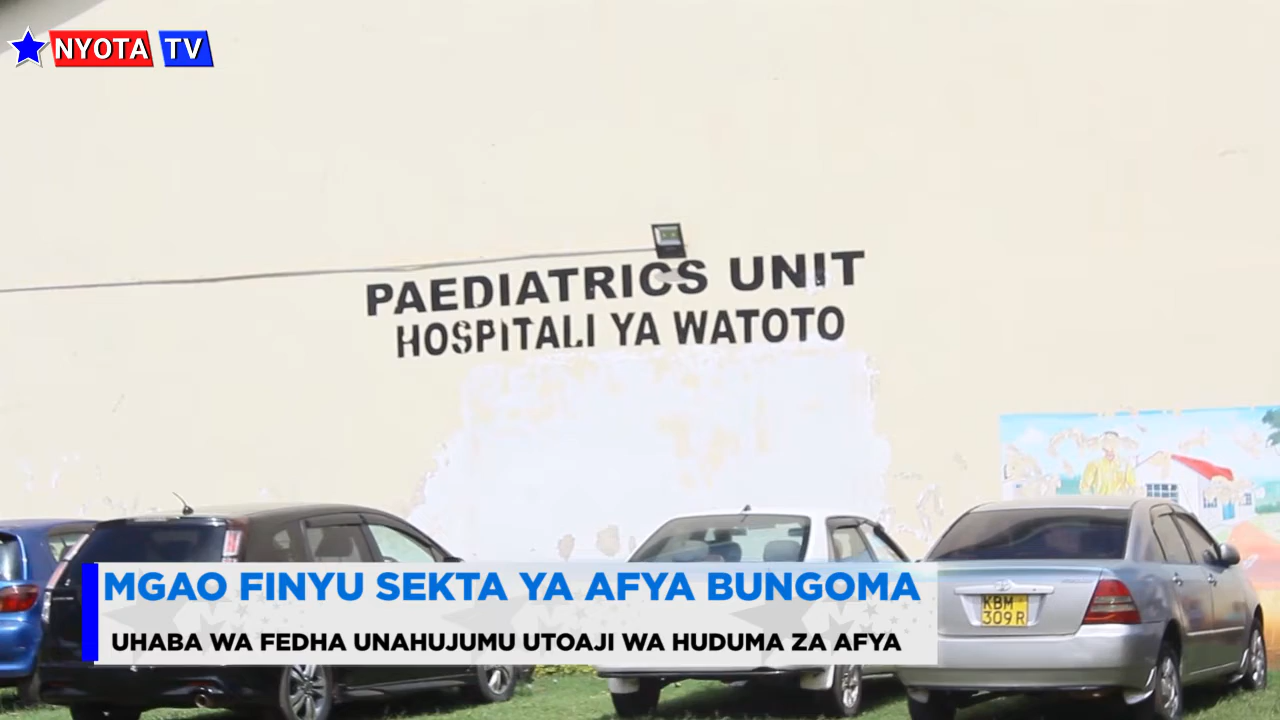 NYOTA TV
PAEDIATRICS UNIT
HOSPITALI YA WATOTO
MGAO FINYU SEKTA YA AFYA BUNGOMA
UHABA WA FEDHA UNAHUJUMU UTOAJI WA HUDUMA ZA AFYA
KBM
309R